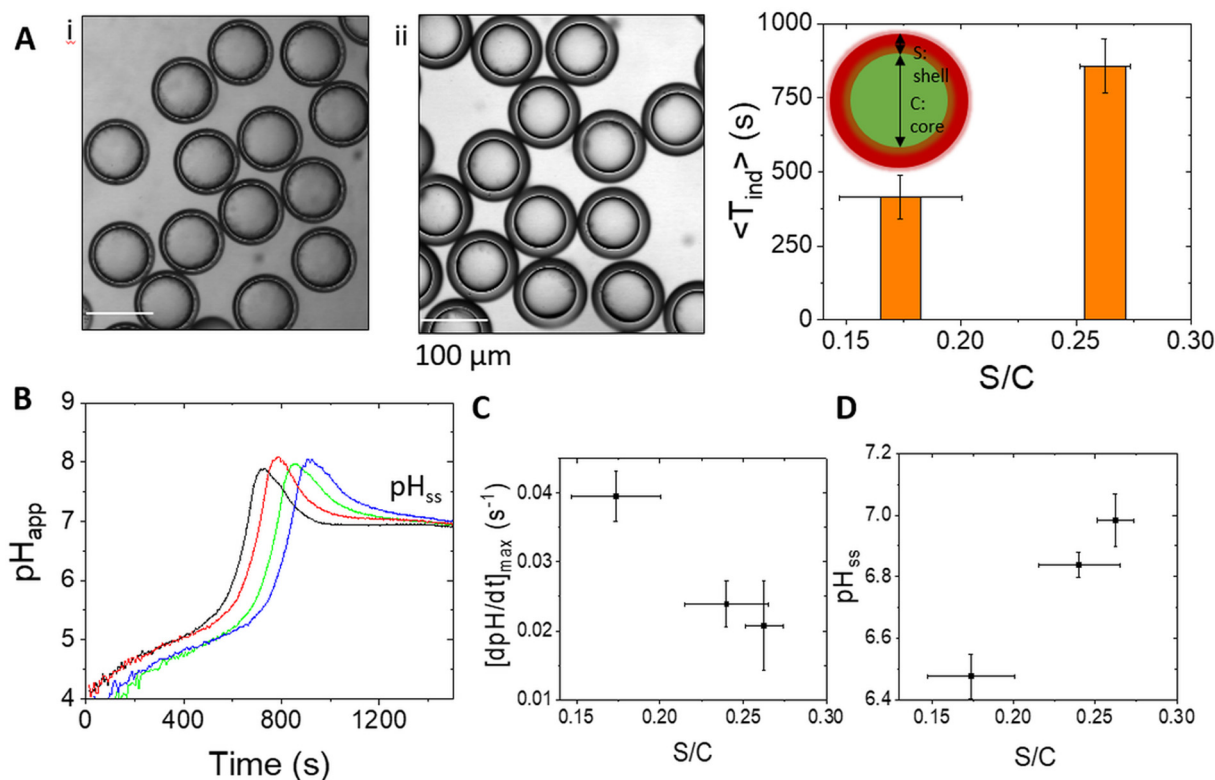 A
i
ii
100 µm
1000
750
500
250
0
<T_ind> (s)
S:
shell
C:
core
0.15
0.20
0.25
0.30
S/C
B
9
8
7
6
5
4
pH_app
pH_ss
0
400
800
1200
Time (s)
C
0.04
0.03
0.02
0.01
[dpH/dt]_max (s⁻¹)
0.15
0.20
0.25
0.30
S/C
D
7.2
7.0
6.8
6.6
6.4
pH_ss
0.15
0.20
0.25
0.30
S/C